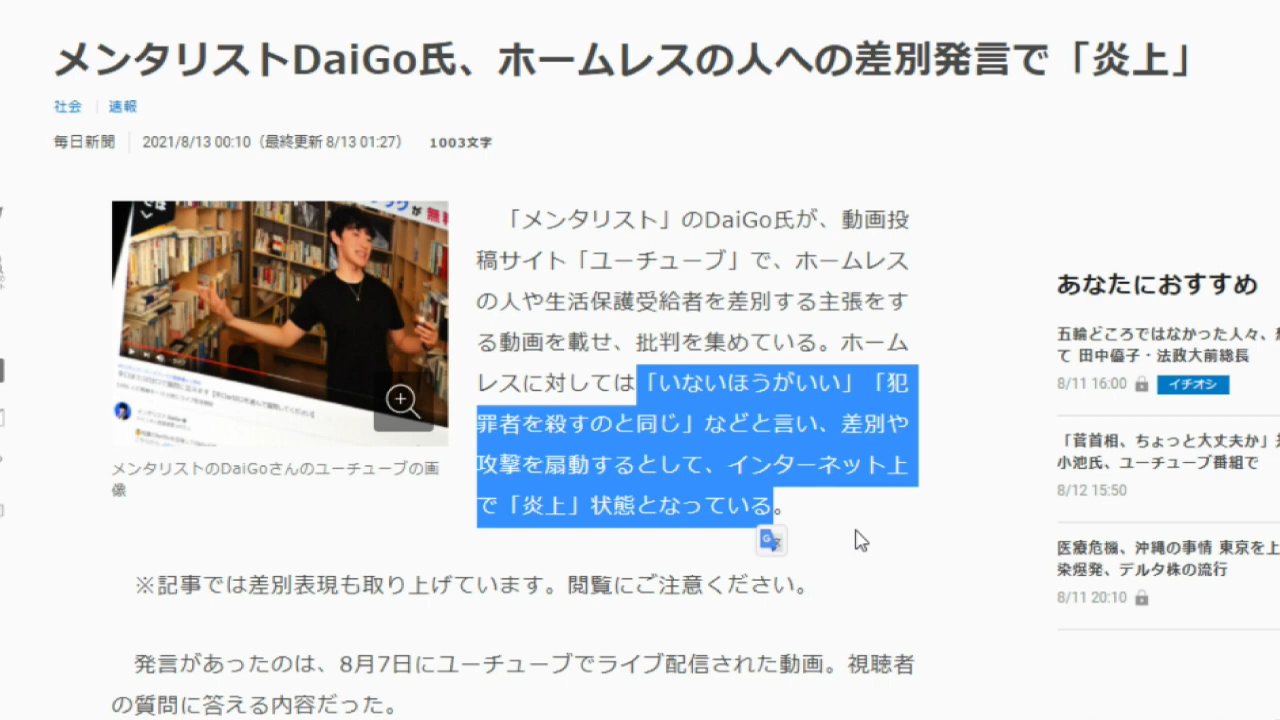 メンタリストDaiGo氏、ホームレスの人への差別発言で「炎上」
社会 速報
毎日新聞 2021/8/13 00:10（最終更新 8/13 01:27） 1003文字
「メンタリスト」のDaiGo氏が、動画投
稿サイト「ユーチューブ」で、ホームレス
の人や生活保護受給者を差別する主張をす
る動画を載せ、批判を集めている。ホーム
レスに対しては「いないほうがいい」「犯
罪者を殺すのと同じ」などと言い、差別や
攻撃を扇動するとして、インターネット上
で「炎上」状態となっている。
メンタリストのDaiGoさんのユーチューブの画
像
※記事では差別表現も取り上げています。閲覧にご注意ください。
発言があったのは、8月7日にユーチューブでライブ配信された動画。視聴者
の質問に答える内容だった。
あなたにおすすめ
五輪どころではなかった人々、
て 田中優子・法政大前総長
8/11 16:00 イチオシ
「菅首相、ちょっと大丈夫か」
小池氏、ユーチューブ番組で
8/12 15:50
医療危機、沖縄の事情 東京を上
染爆発、デルタ株の流行
8/11 20:10